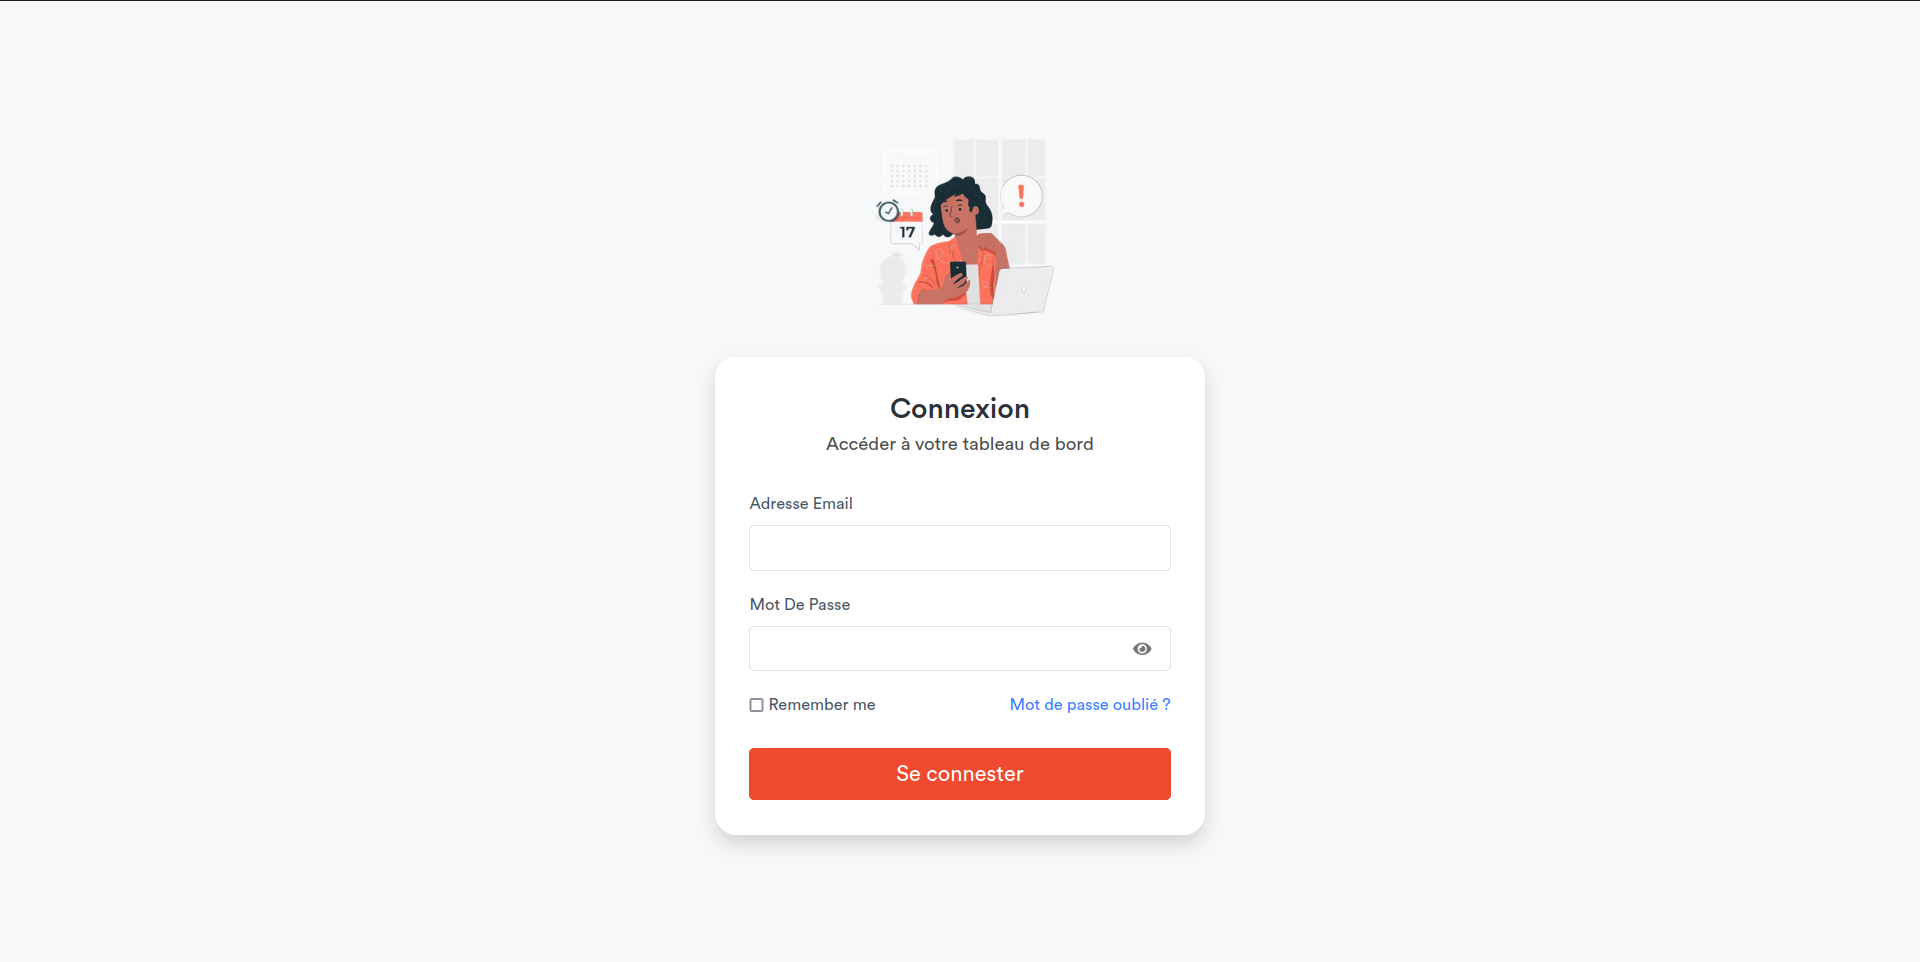 17
!
Connexion
Accéder à votre tableau de bord
Adresse Email
Mot De Passe
Remember me
Mot de passe oublié ?
Se connester